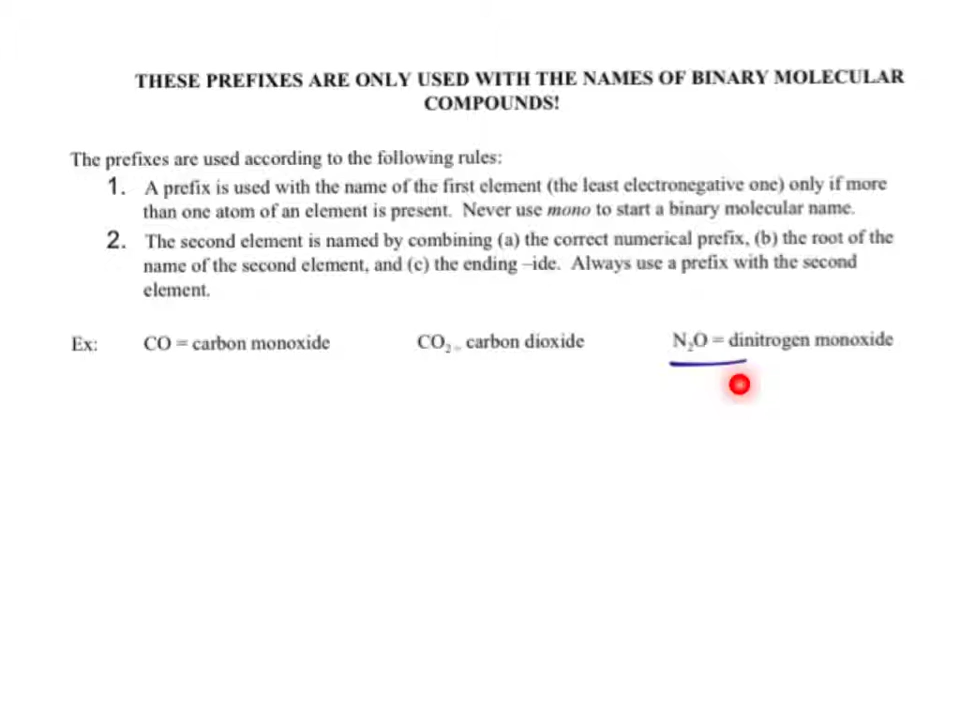 THESE PREFIXES ARE ONLY USED WITH THE NAMES OF BINARY MOLECULAR
COMPOUNDS!
The prefixes are used according to the following rules:
1. A prefix is used with the name of the first element (the least electronegative one) only if more
than one atom of an element is present. Never use mono to start a binary molecular name.
2. The second element is named by combining (a) the correct numerical prefix, (b) the root of the
name of the second element, and (c) the ending –ide. Always use a prefix with the second
element.
Ex: CO = carbon monoxide CO₂ = carbon dioxide N₂O = dinitrogen monoxide